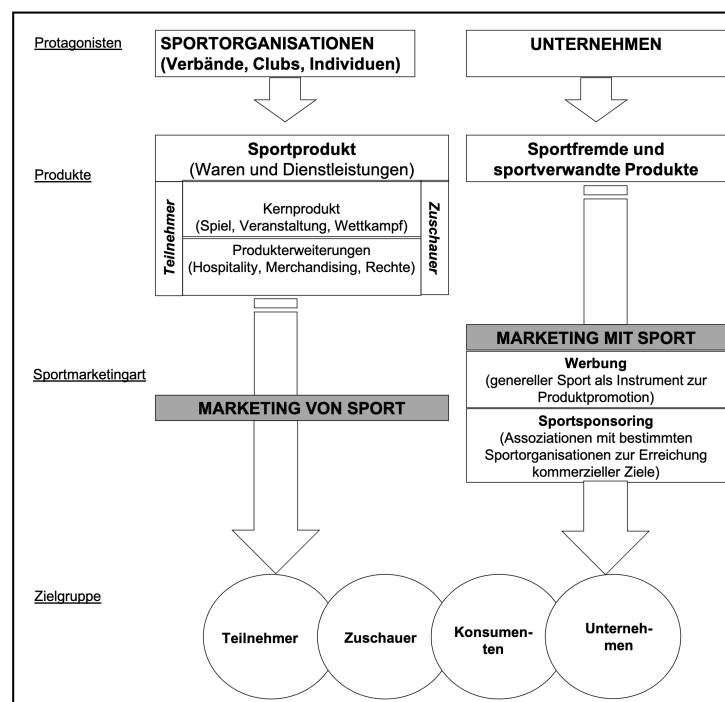 Protagonisten
SPORTORGANISATIONEN
(Verbände, Clubs, Individuen)
UNTERNEHMEN
Produkte
Sportprodukt
(Waren und Dienstleistungen)
Teilnehmer
Kernprodukt
(Spiel, Veranstaltung, Wettkampf)
Produkterweiterungen
(Hospitality, Merchandising, Rechte)
Zuschauer
Sportfremde und
sportverwandte Produkte
Sportmarketingart
MARKETING VON SPORT
MARKETING MIT SPORT
Werbung
(genereller Sport als Instrument zur
Produktpromotion)
Sportsponsoring
(Assoziationen mit bestimmten
Sportorganisationen zur Erreichung
kommerzieller Ziele)
Zielgruppe
Teilnehmer
Zuschauer
Konsumen-
ten
Unterneh-
men